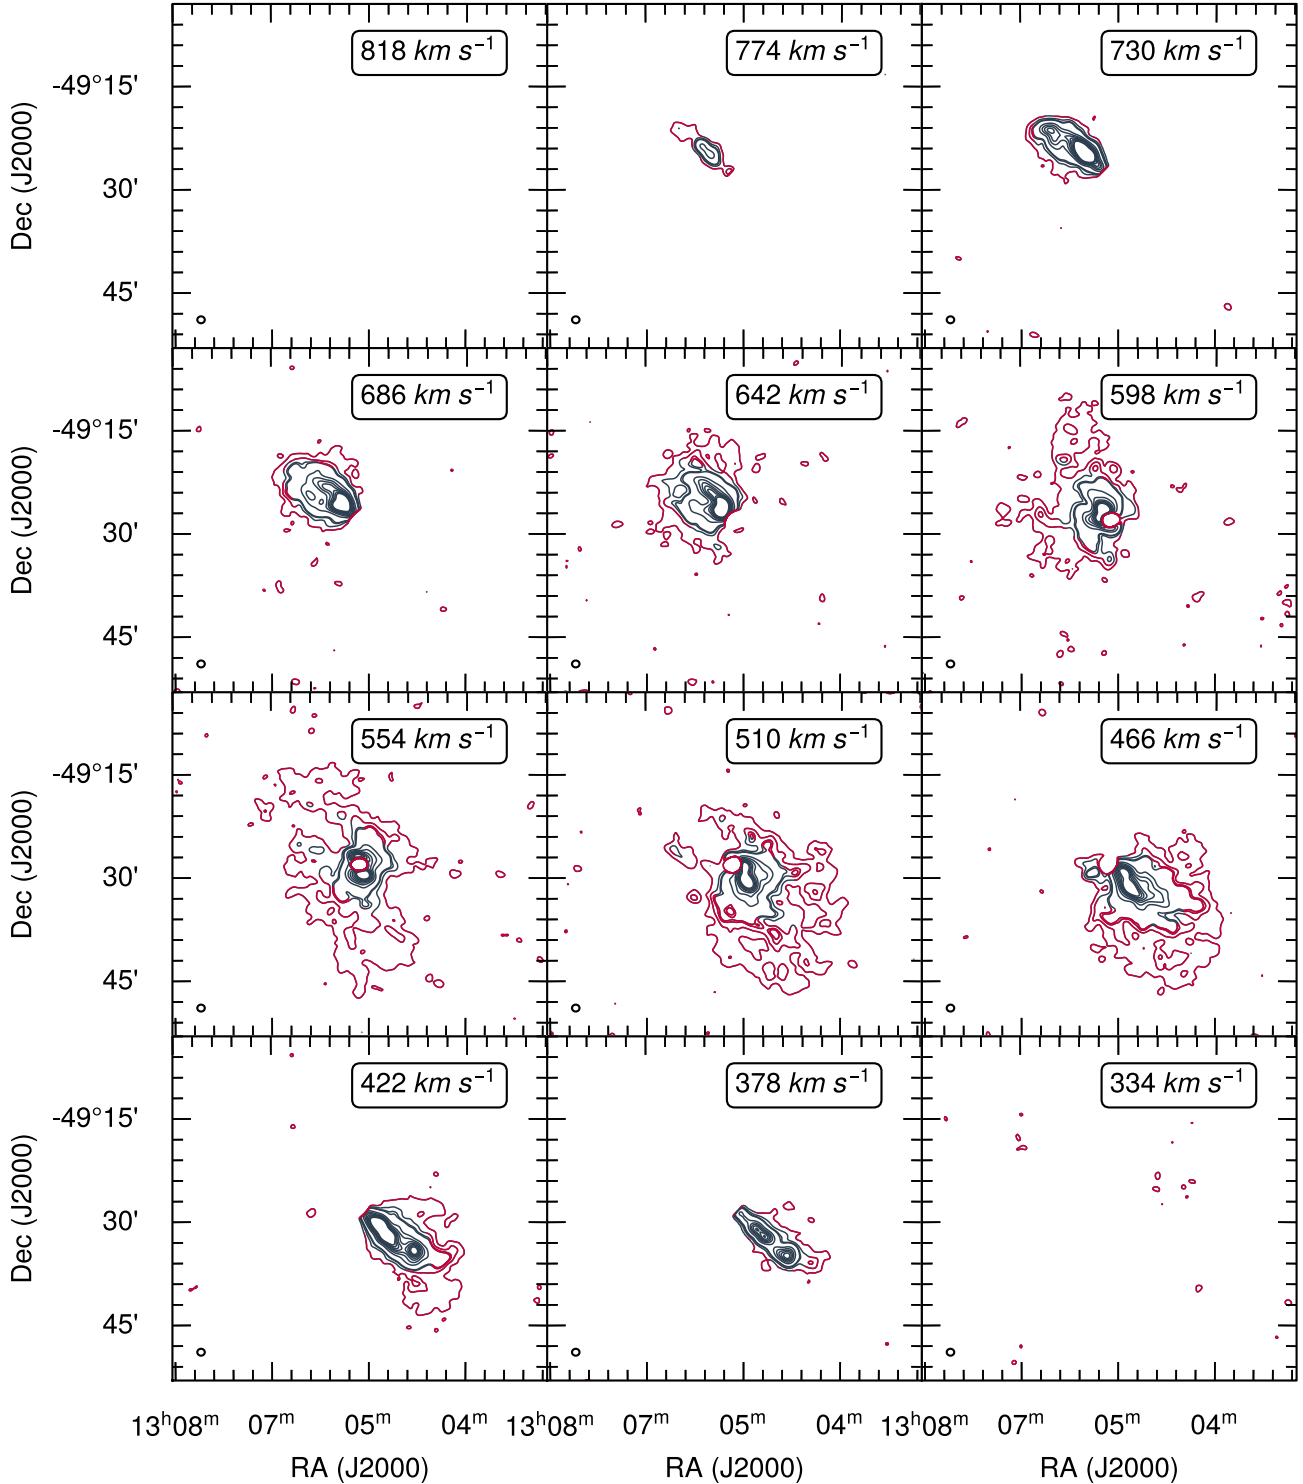 818 km s⁻¹
774 km s⁻¹
730 km s⁻¹
-49°15'
30'
45'
Dec (J2000)
686 km s⁻¹
642 km s⁻¹
598 km s⁻¹
-49°15'
30'
45'
Dec (J2000)
554 km s⁻¹
510 km s⁻¹
466 km s⁻¹
-49°15'
30'
45'
Dec (J2000)
422 km s⁻¹
378 km s⁻¹
334 km s⁻¹
-49°15'
30'
45'
Dec (J2000)
13ʰ08ᵐ 07ᵐ 05ᵐ 04ᵐ 13ʰ08ᵐ 07ᵐ 05ᵐ 04ᵐ 13ʰ08ᵐ 07ᵐ 05ᵐ 04ᵐ
RA (J2000) RA (J2000) RA (J2000)